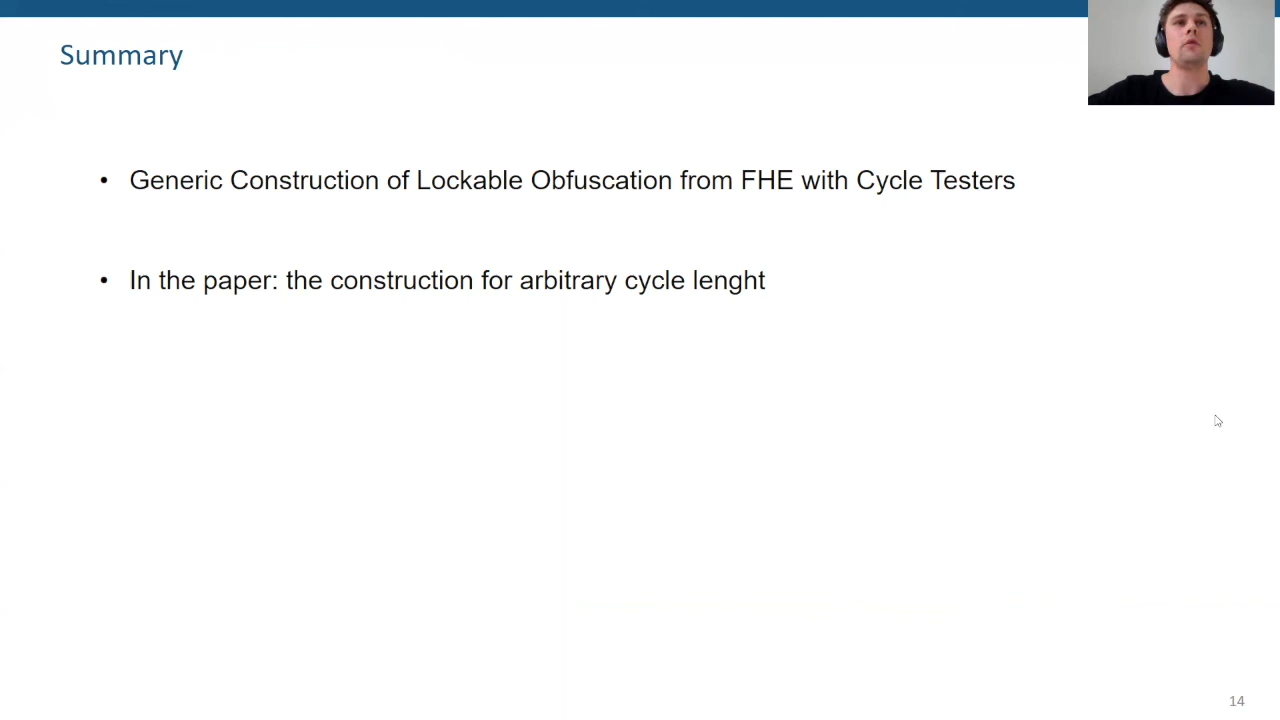 Summary
• Generic Construction of Lockable Obfuscation from FHE with Cycle Testers
• In the paper: the construction for arbitrary cycle lenght
14